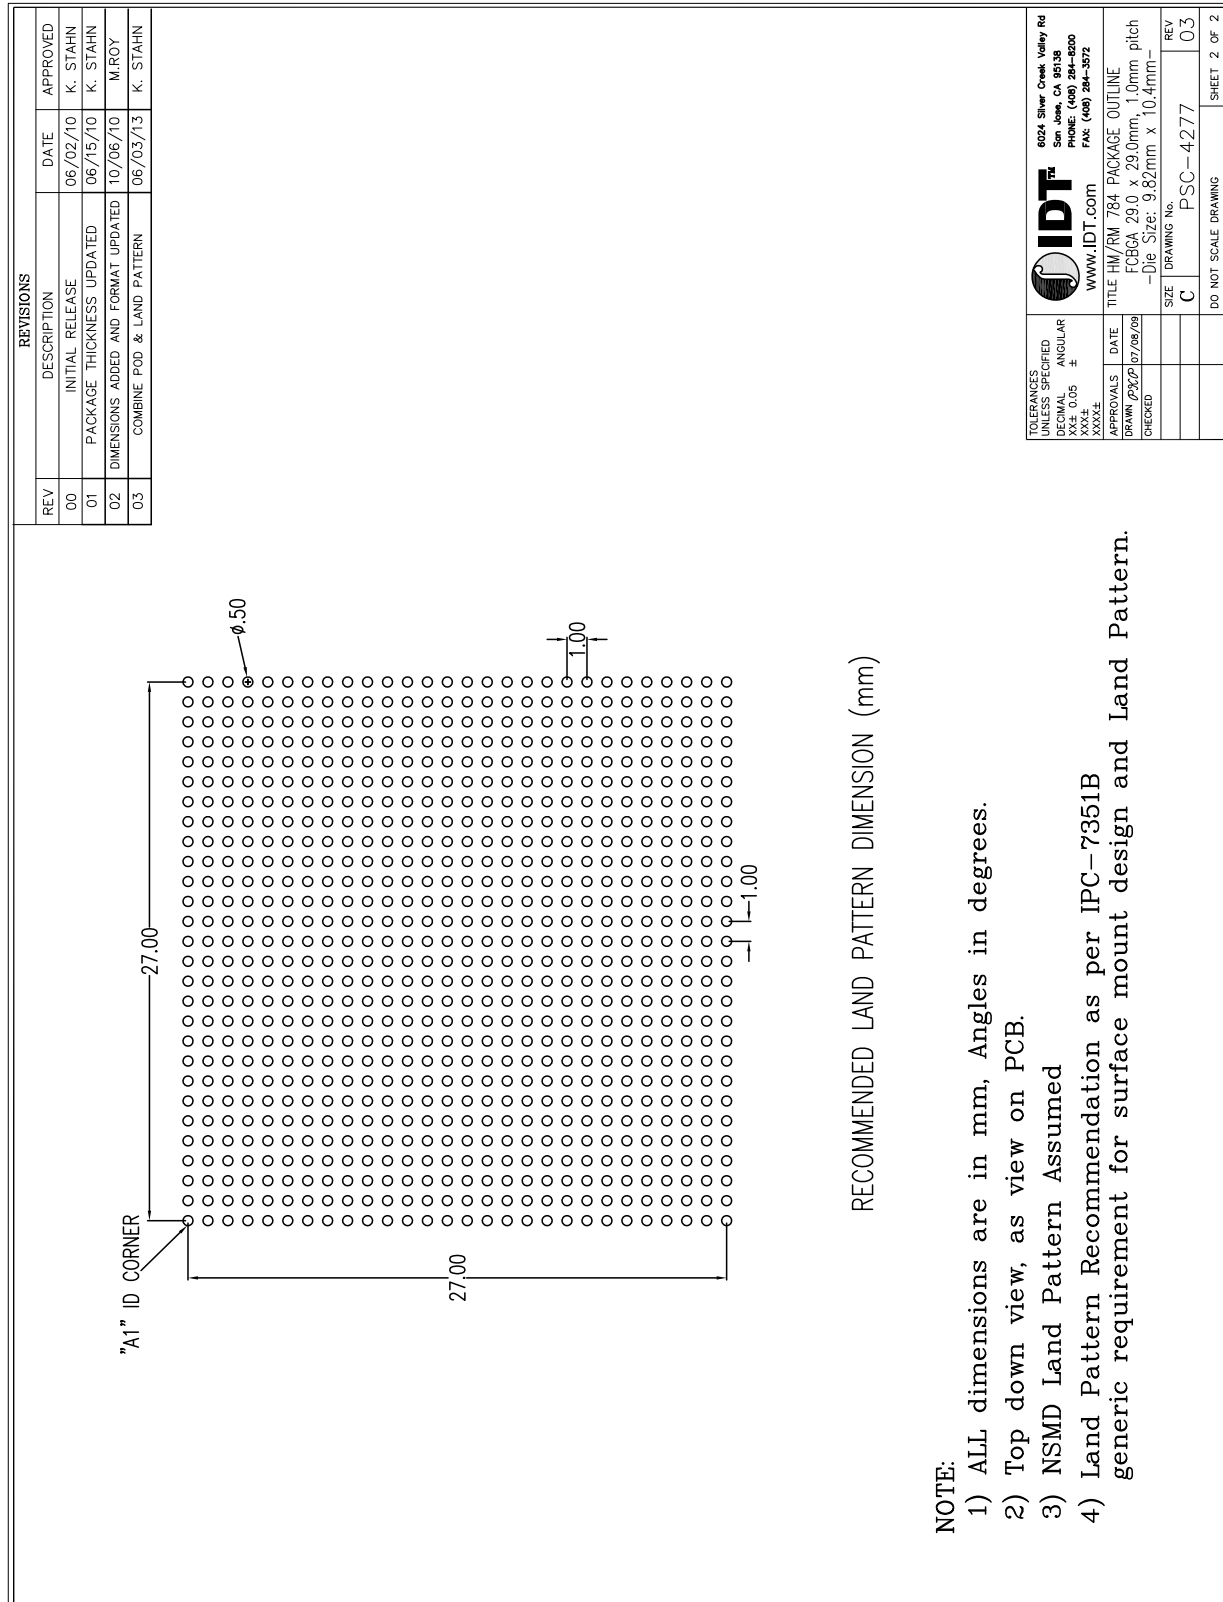 REVISIONS
REV DESCRIPTION DATE APPROVED
00 INITIAL RELEASE 06/02/10 K. STAHN
01 PACKAGE THICKNESS UPDATED 06/15/10 K. STAHN
02 DIMENSIONS ADDED AND FORMAT UPDATED 10/06/10 M.ROY
03 COMBINE POD & LAND PATTERN 06/03/13 K. STAHN
"A1" ID CORNER
27.00
ø.50
27.00
1.00
1.00
RECOMMENDED LAND PATTERN DIMENSION (mm)
NOTE:
1) ALL dimensions are in mm, Angles in degrees.
2) Top down view, as view on PCB.
3) NSMD Land Pattern Assumed
4) Land Pattern Recommendation as per IPC-7351B
generic requirement for surface mount design and Land Pattern.
TOLERANCES
UNLESS SPECIFIED
DECIMAL ANGULAR
XX± 0.05 ±
XXX±
XXXX±
IDT™
www.IDT.com
6024 Silver Creek Valley Rd
San Jose, CA 95138
PHONE: (408) 284-8200
FAX: (408) 284-3572
APPROVALS DATE
DRAWN 07/08/09
CHECKED
TITLE HM/RM 784 PACKAGE OUTLINE
FCBGA 29.0 x 29.0mm, 1.0mm pitch
-Die Size: 9.82mm x 10.4mm-
SIZE DRAWING No. REV
C PSC-4277 03
DO NOT SCALE DRAWING SHEET 2 OF 2